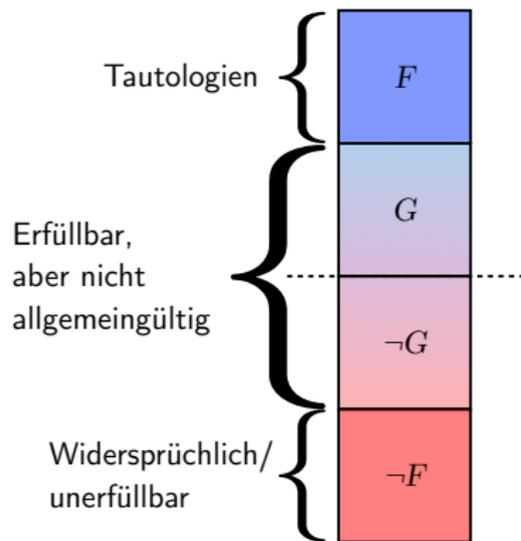 Tautologien
F
G
Erfüllbar,
aber nicht
allgemeingültig
¬G
Widersprüchlich/
unerfüllbar
¬F